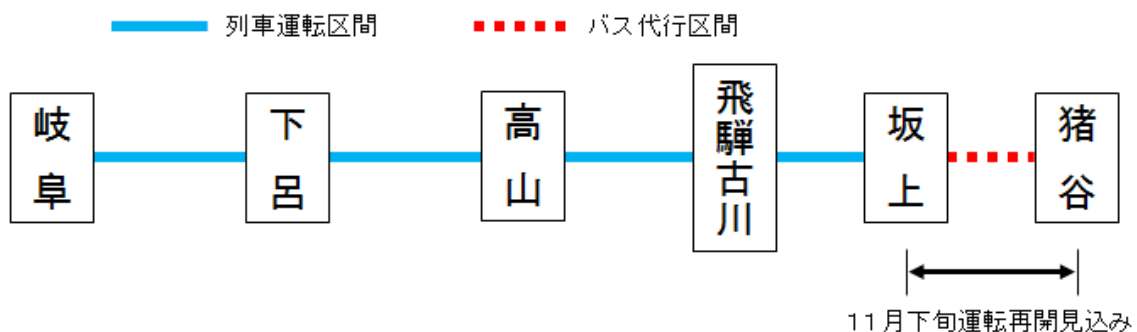 列車運転区間
バス代行区間
岐阜
下呂
高山
飛騨古川
坂上
猪谷
11月下旬運転再開見込み